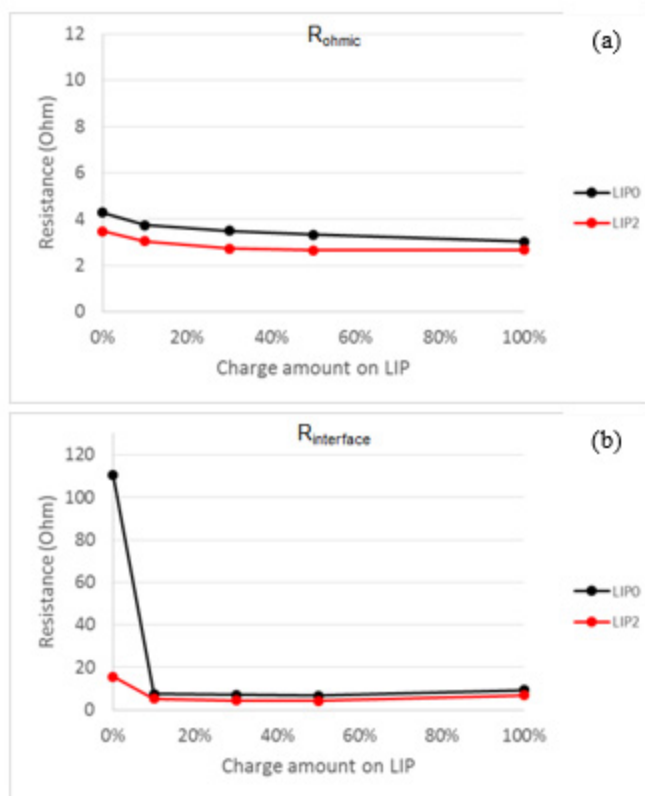 R_ohmic
(a)
12
10
8
6
4
2
0
Resistance (Ohm)
0% 20% 40% 60% 80% 100%
Charge amount on LIP
LIP0
LIP2
R_interface
(b)
120
100
80
60
40
20
0
Resistance (Ohm)
0% 20% 40% 60% 80% 100%
Charge amount on LIP
LIP0
LIP2